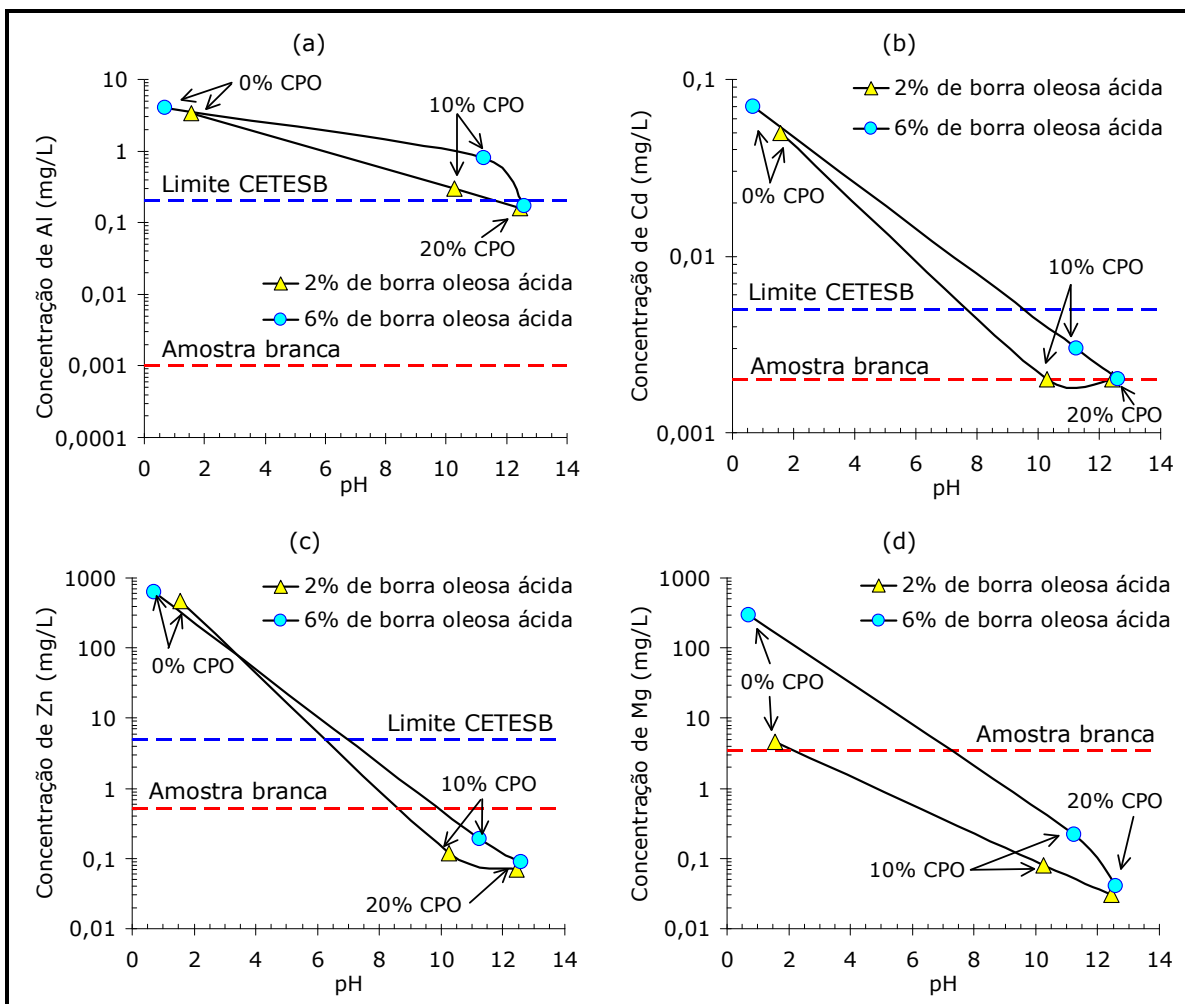 (a)
Concentração de Al (mg/L)
10
1
0,1
0,01
0,001
0,0001
0% CPO
10% CPO
Limite CETESB
20% CPO
2% de borra oleosa ácida
6% de borra oleosa ácida
Amostra branca
0 2 4 6 8 10 12 14
pH
(b)
Concentração de Cd (mg/L)
0,1
0,01
0,001
2% de borra oleosa ácida
6% de borra oleosa ácida
0% CPO
10% CPO
Limite CETESB
Amostra branca
20% CPO
0 2 4 6 8 10 12 14
pH
(c)
Concentração de Zn (mg/L)
1000
100
10
1
0,1
0,01
2% de borra oleosa ácida
6% de borra oleosa ácida
0% CPO
Limite CETESB
Amostra branca
10% CPO
20% CPO
0 2 4 6 8 10 12 14
pH
(d)
Concentração de Mg (mg/L)
1000
100
10
1
0,1
0,01
2% de borra oleosa ácida
6% de borra oleosa ácida
0% CPO
Amostra branca
20% CPO
10% CPO
0 2 4 6 8 10 12 14
pH